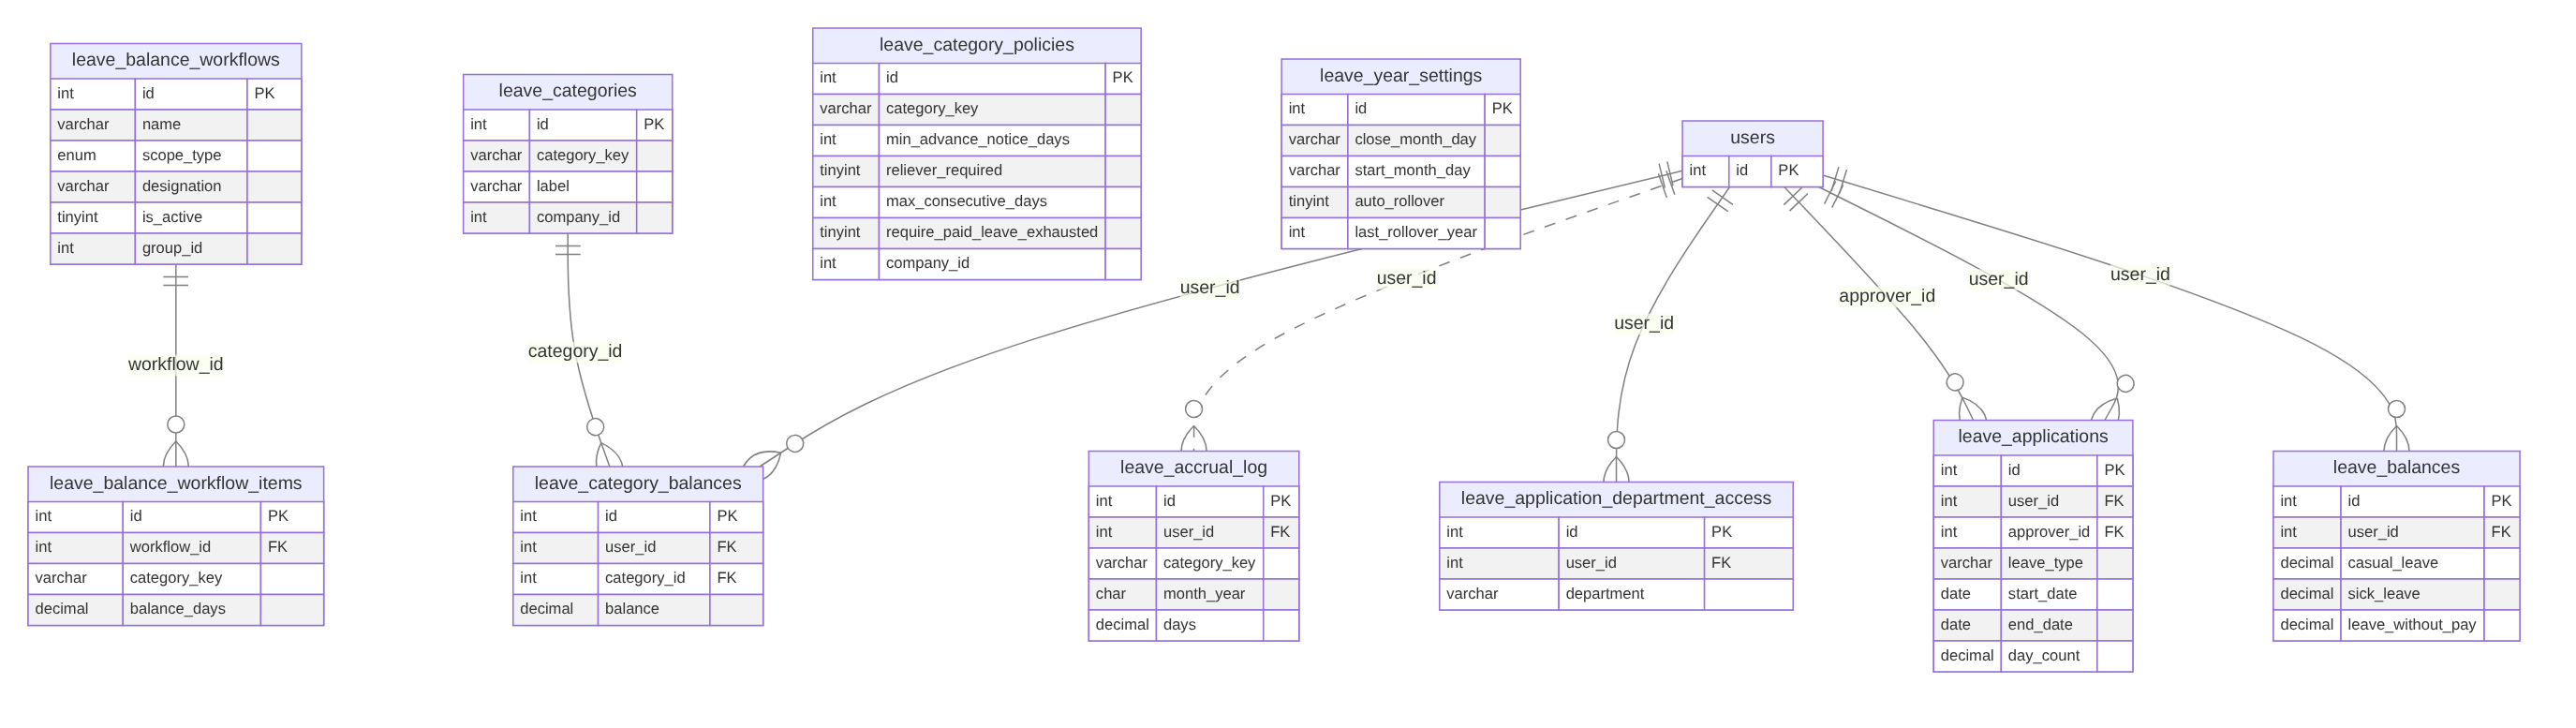 leave_balance_workflows
int id PK
varchar name
enum scope_type
varchar designation
tinyint is_active
int group_id
leave_categories
int id PK
varchar category_key
varchar label
int company_id
leave_category_policies
int id PK
varchar category_key
int min_advance_notice_days
tinyint reliever_required
int max_consecutive_days
tinyint require_paid_leave_exhausted
int company_id
leave_year_settings
int id PK
varchar close_month_day
varchar start_month_day
tinyint auto_rollover
int last_rollover_year
users
int id PK
workflow_id
category_id
user_id
user_id
user_id
approver_id
user_id
user_id
leave_balance_workflow_items
int id PK
int workflow_id FK
varchar category_key
decimal balance_days
leave_category_balances
int id PK
int user_id FK
int category_id FK
decimal balance
leave_accrual_log
int id PK
int user_id FK
varchar category_key
char month_year
decimal days
leave_application_department_access
int id PK
int user_id FK
varchar department
leave_applications
int id PK
int user_id FK
int approver_id FK
varchar leave_type
date start_date
date end_date
decimal day_count
leave_balances
int id PK
int user_id FK
decimal casual_leave
decimal sick_leave
decimal leave_without_pay